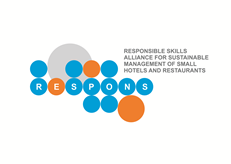 RESPONSIBLE SKILLS
ALLIANCE FOR SUSTAINABLE
MANAGEMENT OF SMALL
HOTELS AND RESTAURANTS
RESPONS